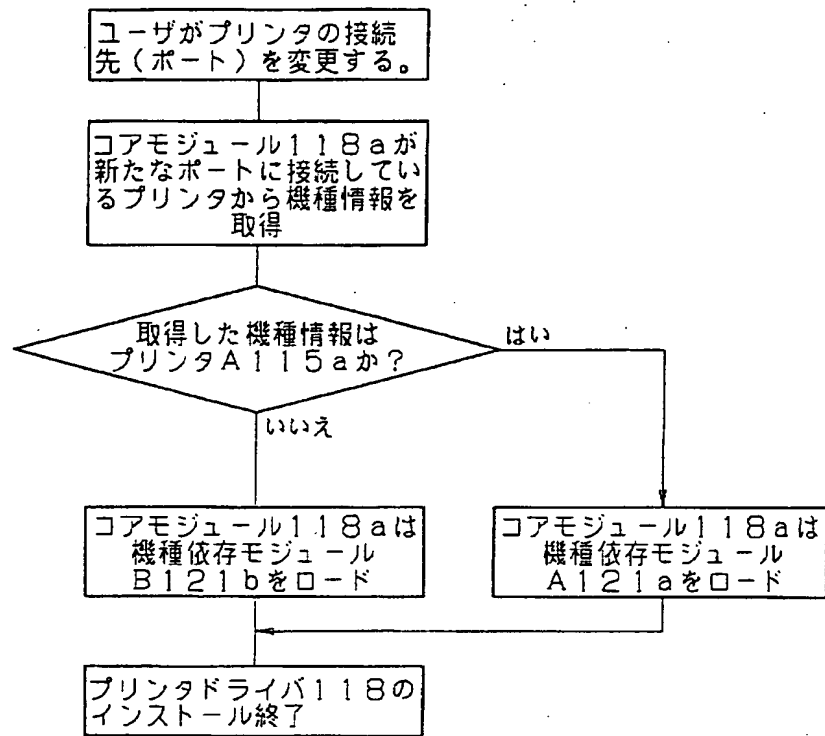 ユーザがプリンタの接続
先（ポート）を変更する。
コアモジュール１１８ａが
新たなポートに接続してい
るプリンタから機種情報を
取得
取得した機種情報は
プリンタＡ１１５ａか？
はい
いいえ
コアモジュール１１８ａは
機種依存モジュール
Ｂ１２１ｂをロード
コアモジュール１１８ａは
機種依存モジュール
Ａ１２１ａをロード
プリンタドライバ１１８の
インストール終了